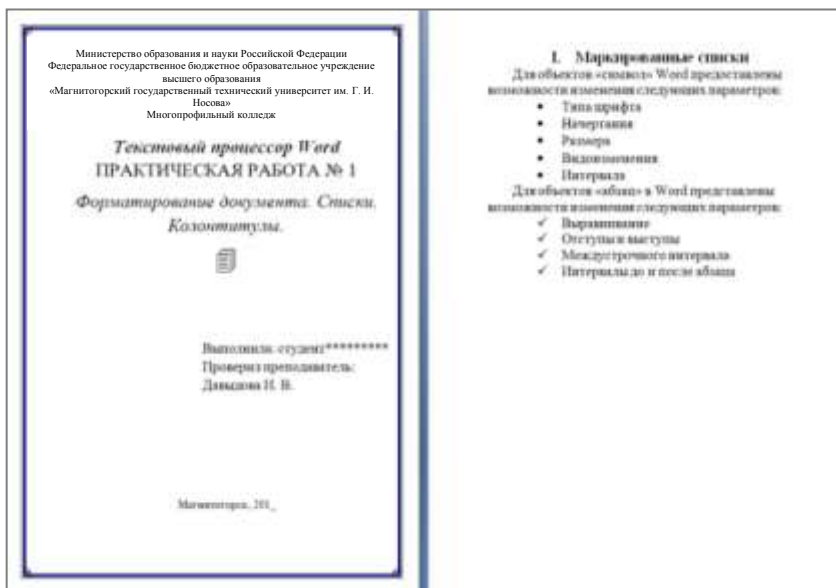 Министерство образования и науки Российской Федерации
Федеральное государственное бюджетное образовательное учреждение
высшего образования
«Магнитогорский государственный технический университет им. Г. И.
Носова»
Многопрофильный колледж
Текстовый процессор Word
ПРАКТИЧЕСКАЯ РАБОТА № 1
Форматирование документа. Списки.
Колонтитулы.
Выполнила: студент*********
Проверил преподаватель:
Давыдова И. В.
Магнитогорск, 201_
I. Маркированные списки
Для объектов «символ» Word предоставлены
возможности изменения следующих параметров:
• Типа шрифта
• Начертания
• Размера
• Видоизменения
• Интервала
Для объектов «абзац» в Word представлены
возможности изменения следующих параметров:
✓ Выравнивание
✓ Отступы и выступы
✓ Междустрочного интервала
✓ Интервалы до и после абзаца